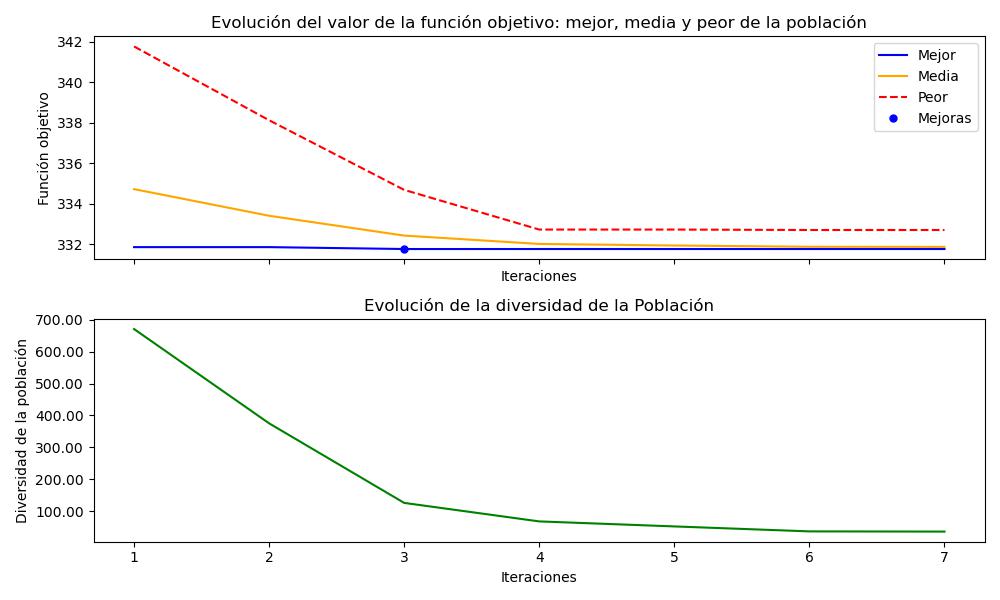 Evolución del valor de la función objetivo: mejor, media y peor de la población
342
340
338
336
334
332
Función objetivo
Mejor
Media
Peor
Mejoras
Iteraciones
Evolución de la diversidad de la Población
700.00
600.00
500.00
400.00
300.00
200.00
100.00
Diversidad de la población
1 2 3 4 5 6 7
Iteraciones